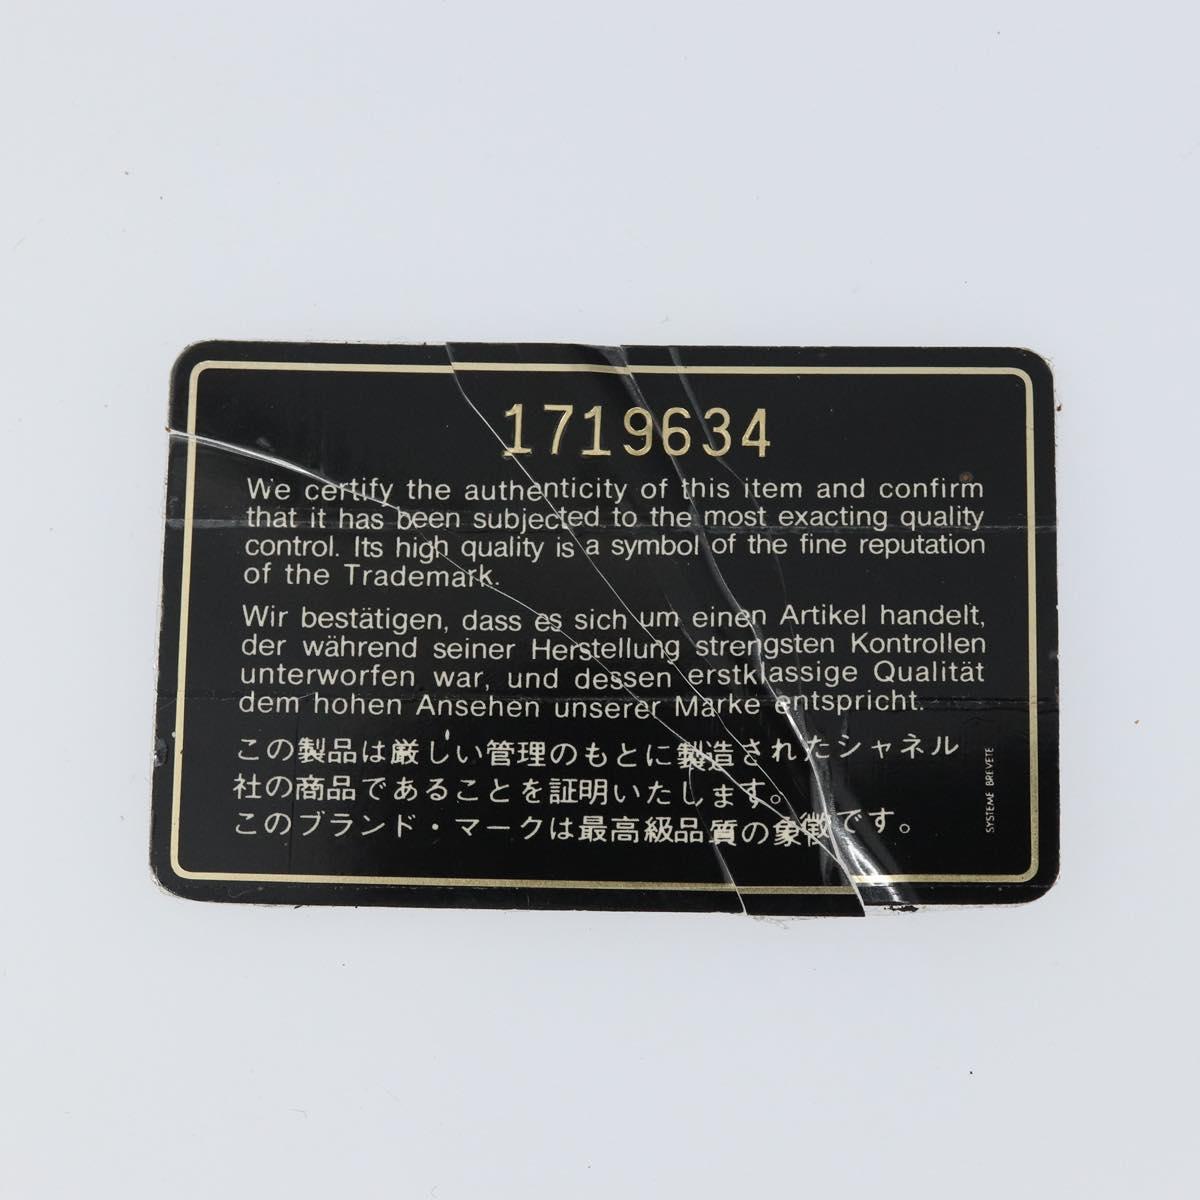 1719634
We certify the authenticity of this item and confirm
that it has been subjected to the most exacting quality
control. Its high quality is a symbol of the fine reputation
of the Trademark.
Wir bestätigen, dass es sich um einen Artikel handelt,
der während seiner Herstellung strengsten Kontrollen
unterworfen war, und dessen erstklassige Qualität
dem hohen Ansehen unserer Marke entspricht.
この製品は厳しい管理のもとに製造されたシャネル
社の商品であることを証明いたします。
このブランド・マークは最高級品質の象徴です。
SYSTEME BREVETE